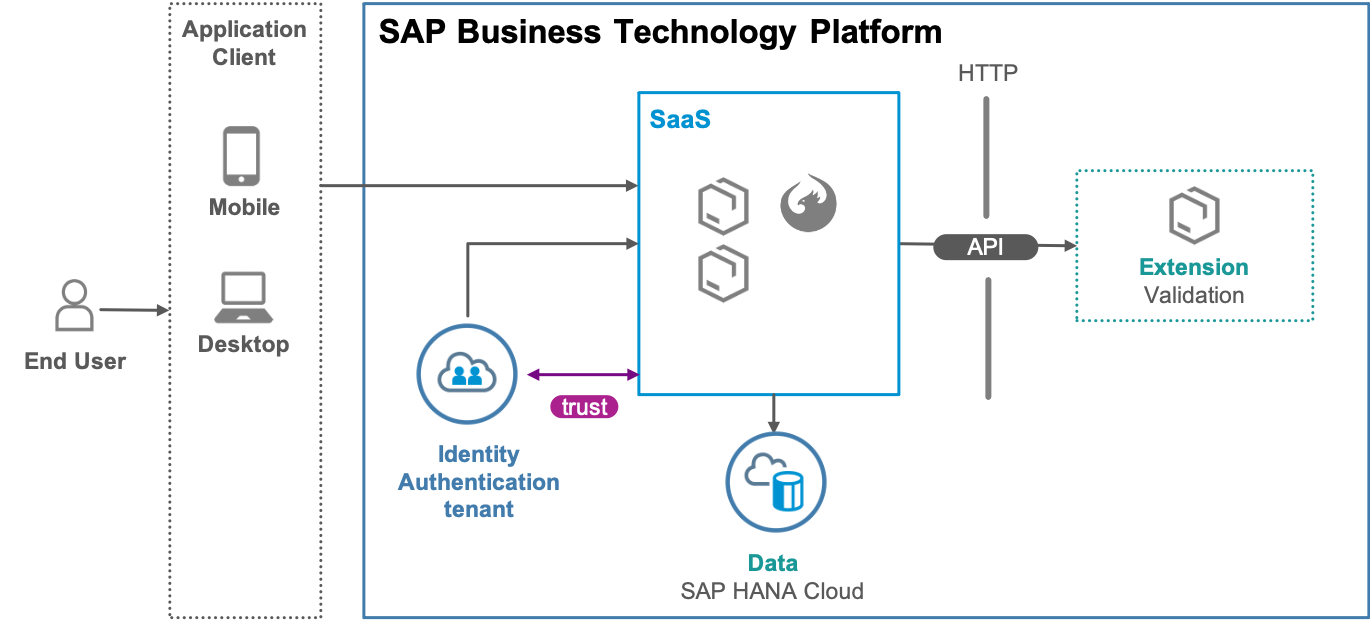 Application
Client
SAP Business Technology Platform
HTTP
SaaS
Mobile
API
Extension
Validation
Desktop
End User
trust
Identity
Authentication
tenant
Data
SAP HANA Cloud